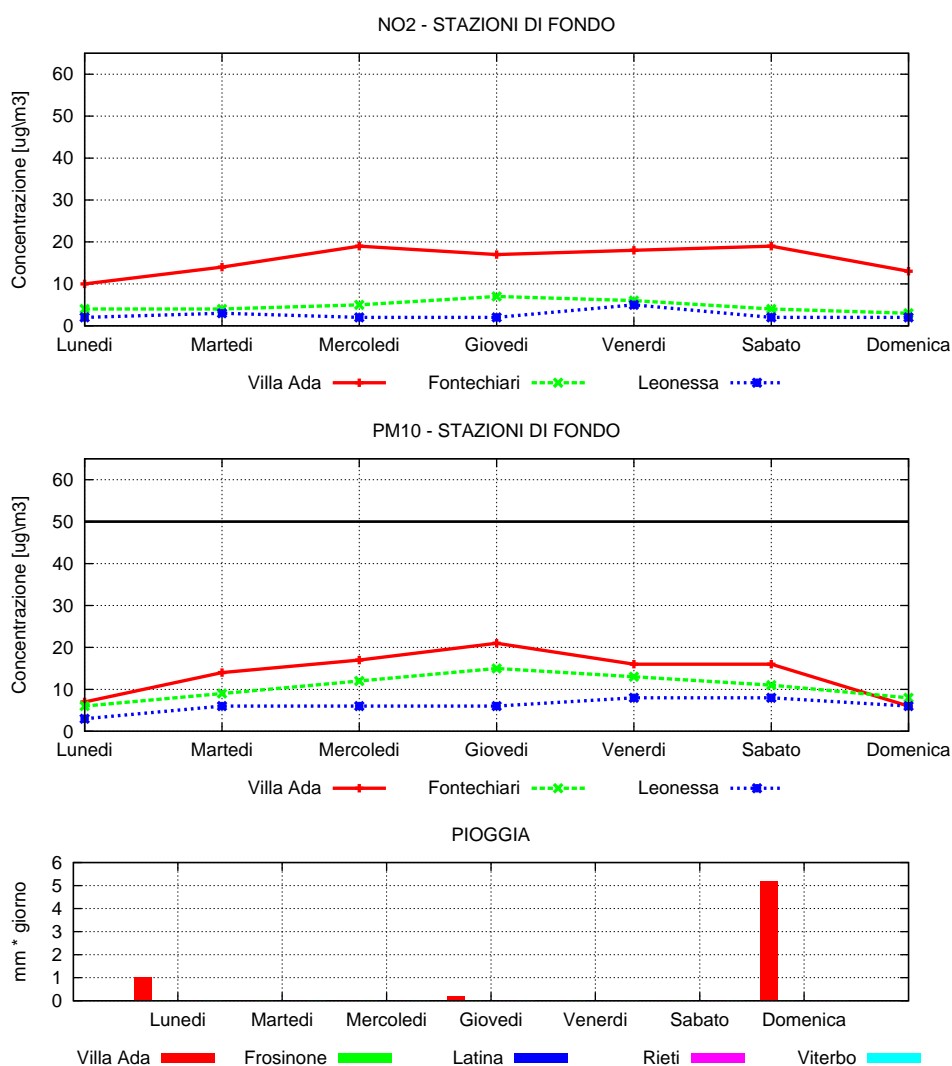 NO2 - STAZIONI DI FONDO
Concentrazione [ug\m3]
60
50
40
30
20
10
0
Lunedi Martedi Mercoledi Giovedi Venerdi Sabato Domenica
Villa Ada Fontechiari Leonessa
PM10 - STAZIONI DI FONDO
Concentrazione [ug\m3]
60
50
40
30
20
10
0
Lunedi Martedi Mercoledi Giovedi Venerdi Sabato Domenica
Villa Ada Fontechiari Leonessa
PIOGGIA
mm * giorno
6
5
4
3
2
1
0
Lunedi Martedi Mercoledi Giovedi Venerdi Sabato Domenica
Villa Ada Frosinone Latina Rieti Viterbo